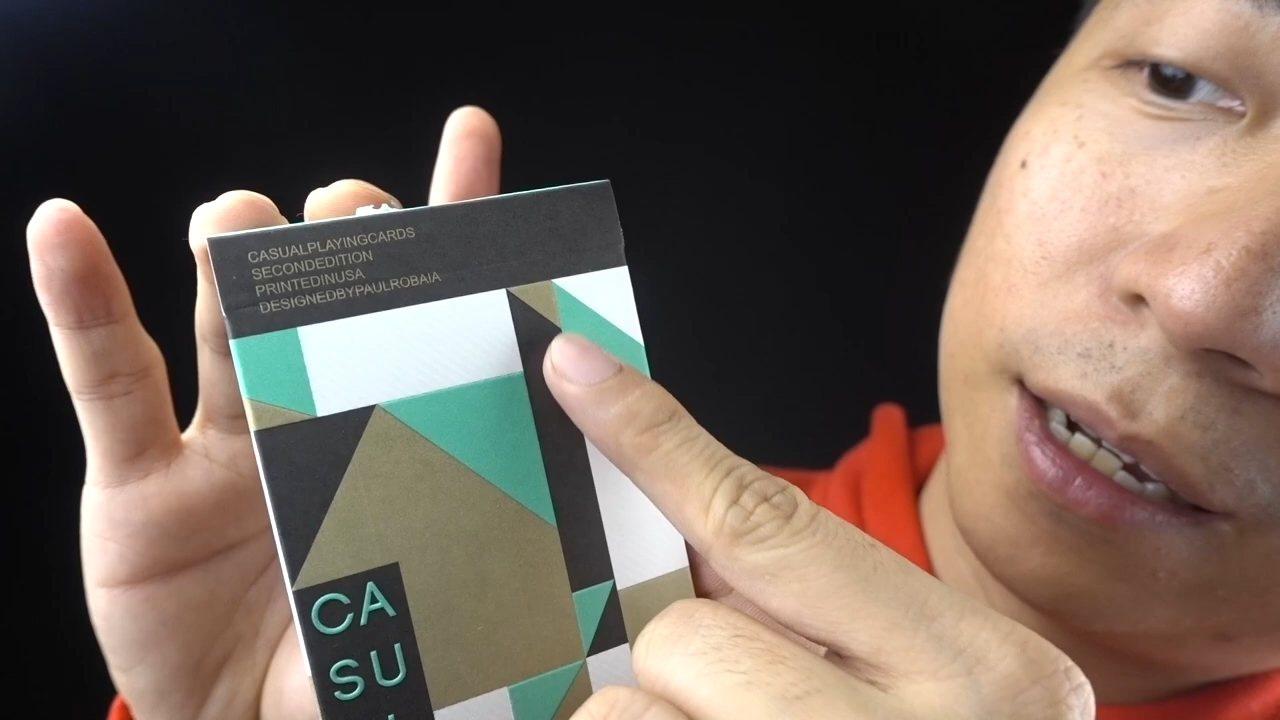 CASUALPLAYINGCARDS
SECONDEDITION
PRINTEDINUSA
DESIGNEDBYPAULROBAIA
CA
SU